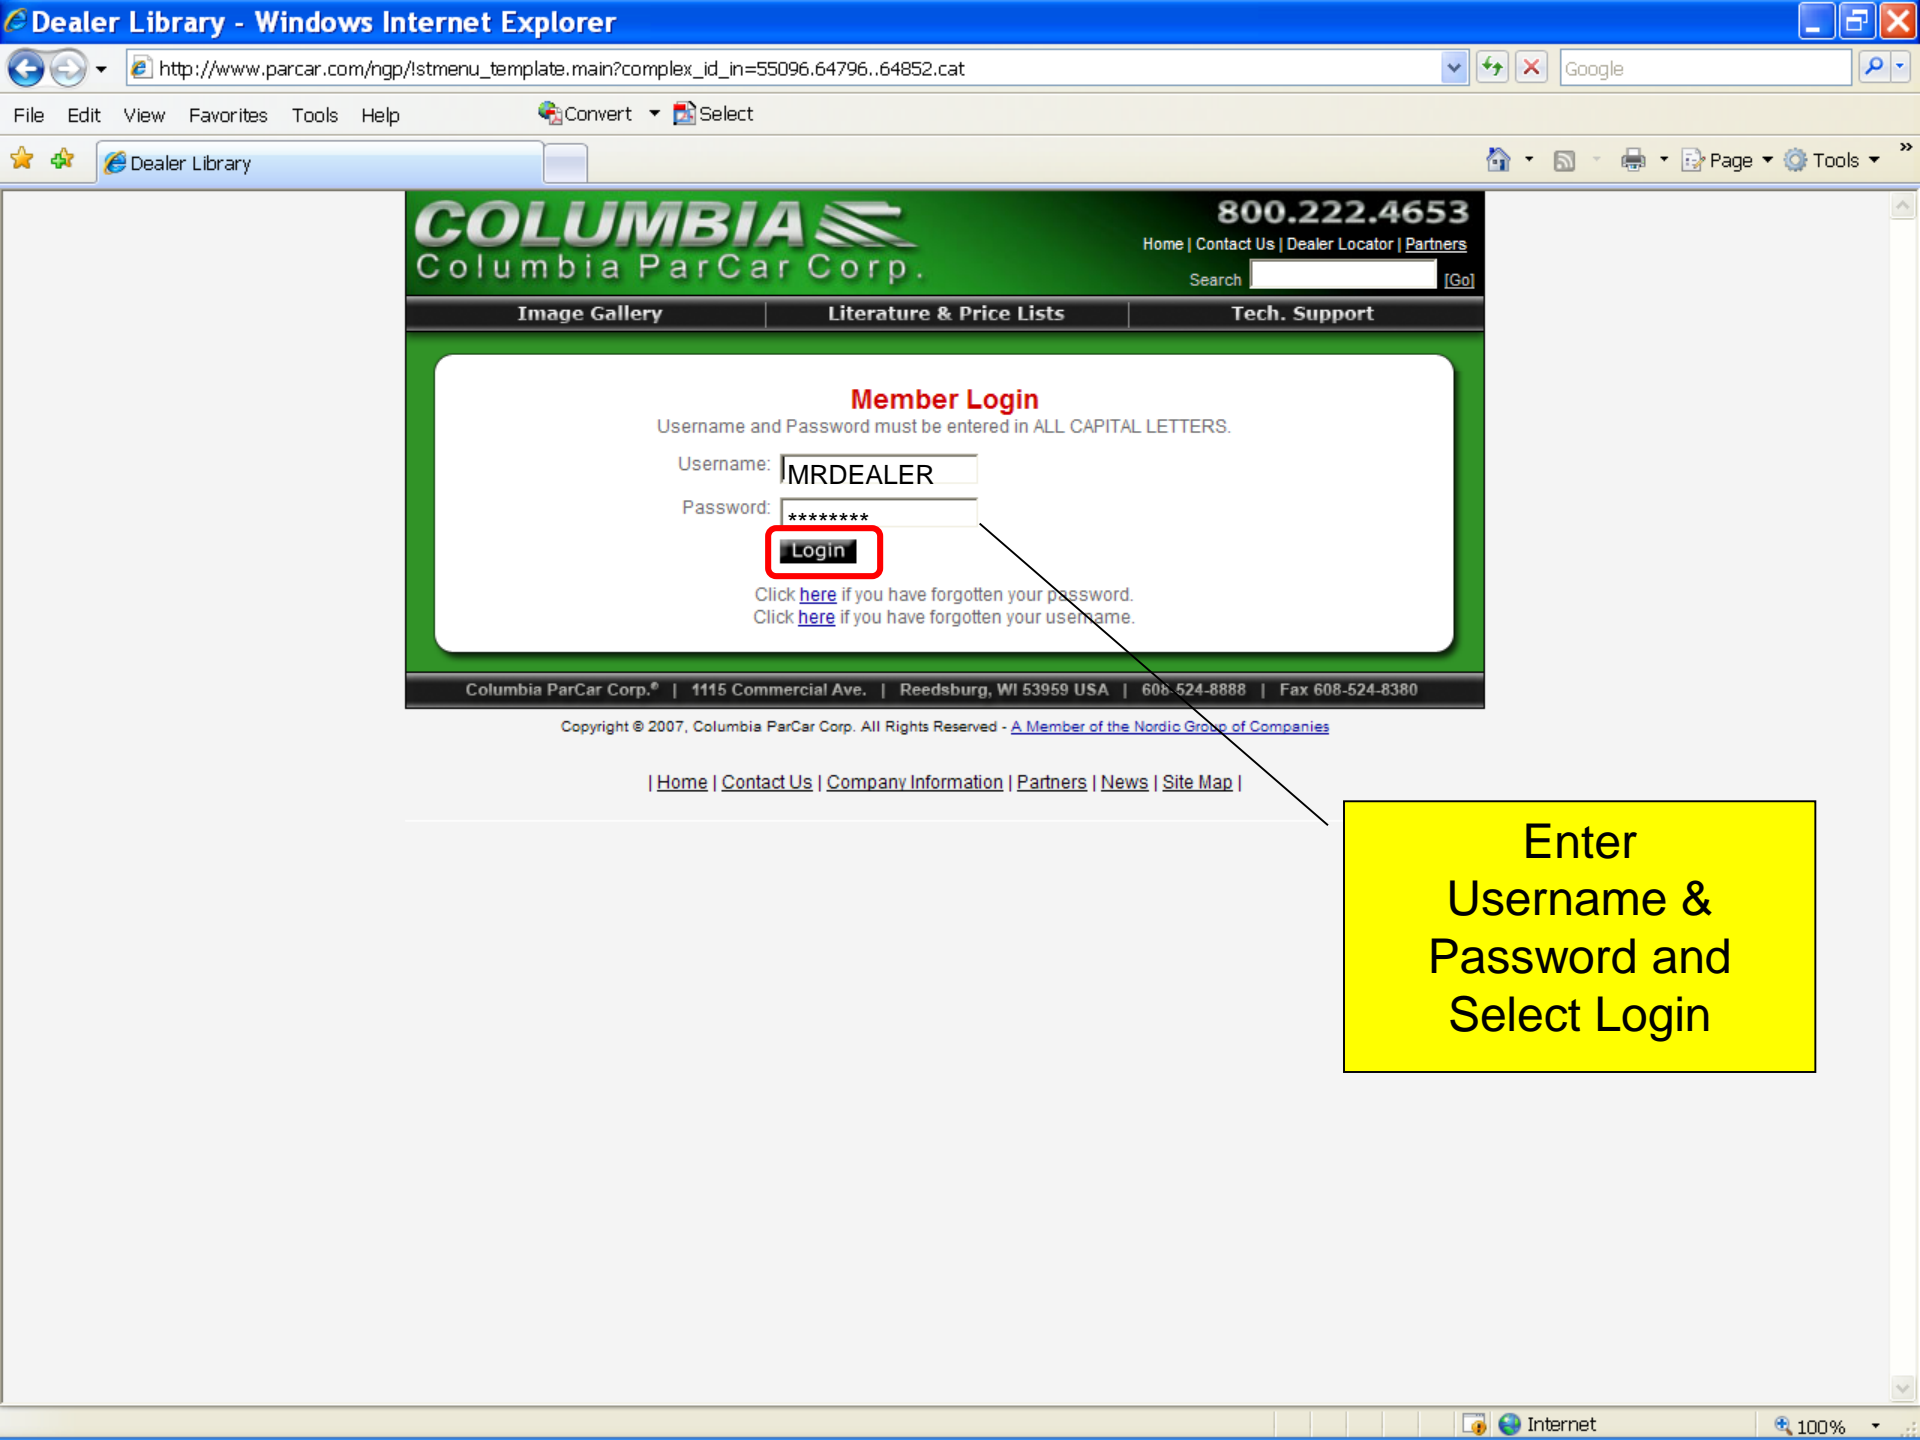 Dealer Library - Windows Internet Explorer
http://www.parcar.com/ngp/!stmenu_template.main?complex_id_in=55096.64796..64852.cat
Google
File Edit View Favorites Tools Help Convert Select
Dealer Library
Page Tools »
COLUMBIA
Columbia ParCar Corp.
800.222.4653
Home | Contact Us | Dealer Locator | Partners
Search [Go]
Image Gallery | Literature & Price Lists | Tech. Support
Member Login
Username and Password must be entered in ALL CAPITAL LETTERS.
Username: MRDEALER
Password: ********
Login
Click here if you have forgotten your password.
Click here if you have forgotten your username.
Columbia ParCar Corp.® | 1115 Commercial Ave. | Reedsburg, WI 53959 USA | 608-524-8888 | Fax 608-524-8380
Copyright © 2007, Columbia ParCar Corp. All Rights Reserved - A Member of the Nordic Group of Companies
| Home | Contact Us | Company Information | Partners | News | Site Map |
Enter
Username &
Password and
Select Login
Internet
100%